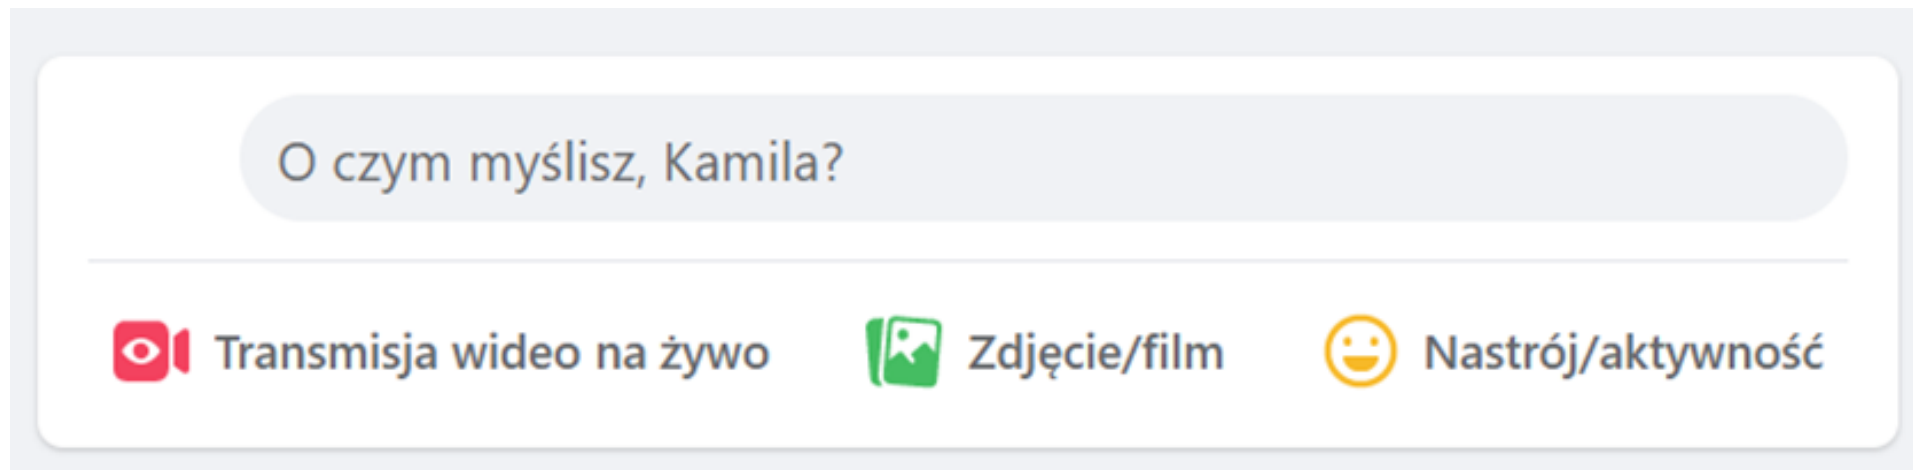 O czym myślisz, Kamila?
Transmisja wideo na żywo
Zdjęcie/film
Nastrój/aktywność